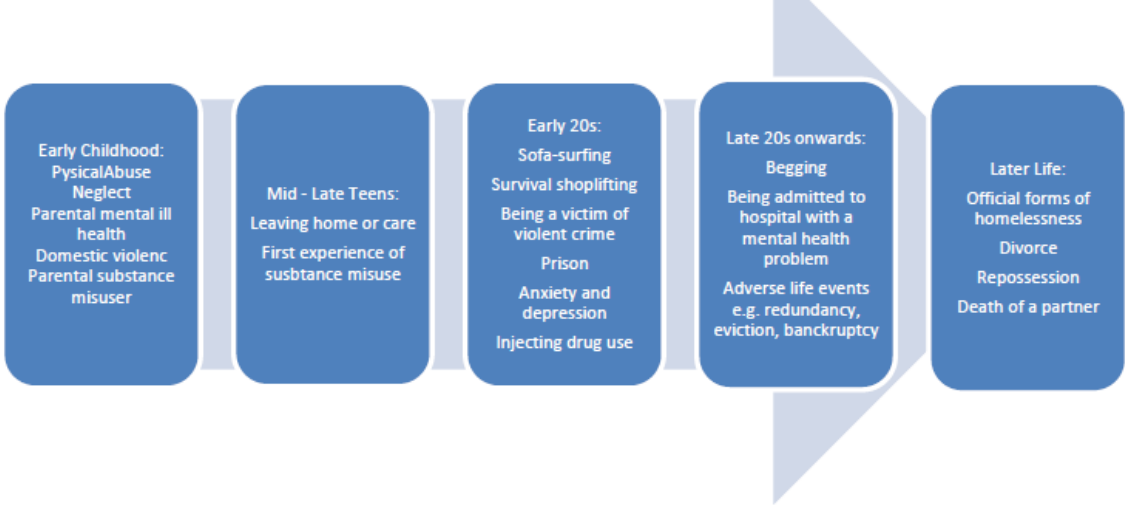 Early Childhood:
PysicalAbuse
Neglect
Parental mental ill
health
Domestic violenc
Parental substance
misuser
Mid - Late Teens:
Leaving home or care
First experience of
susbtance misuse
Early 20s:
Sofa-surfing
Survival shoplifting
Being a victim of
violent crime
Prison
Anxiety and
depression
Injecting drug use
Late 20s onwards:
Begging
Being admitted to
hospital with a
mental health
problem
Adverse life events
e.g. redundancy,
eviction, banckruptcy
Later Life:
Official forms of
homelessness
Divorce
Repossession
Death of a partner